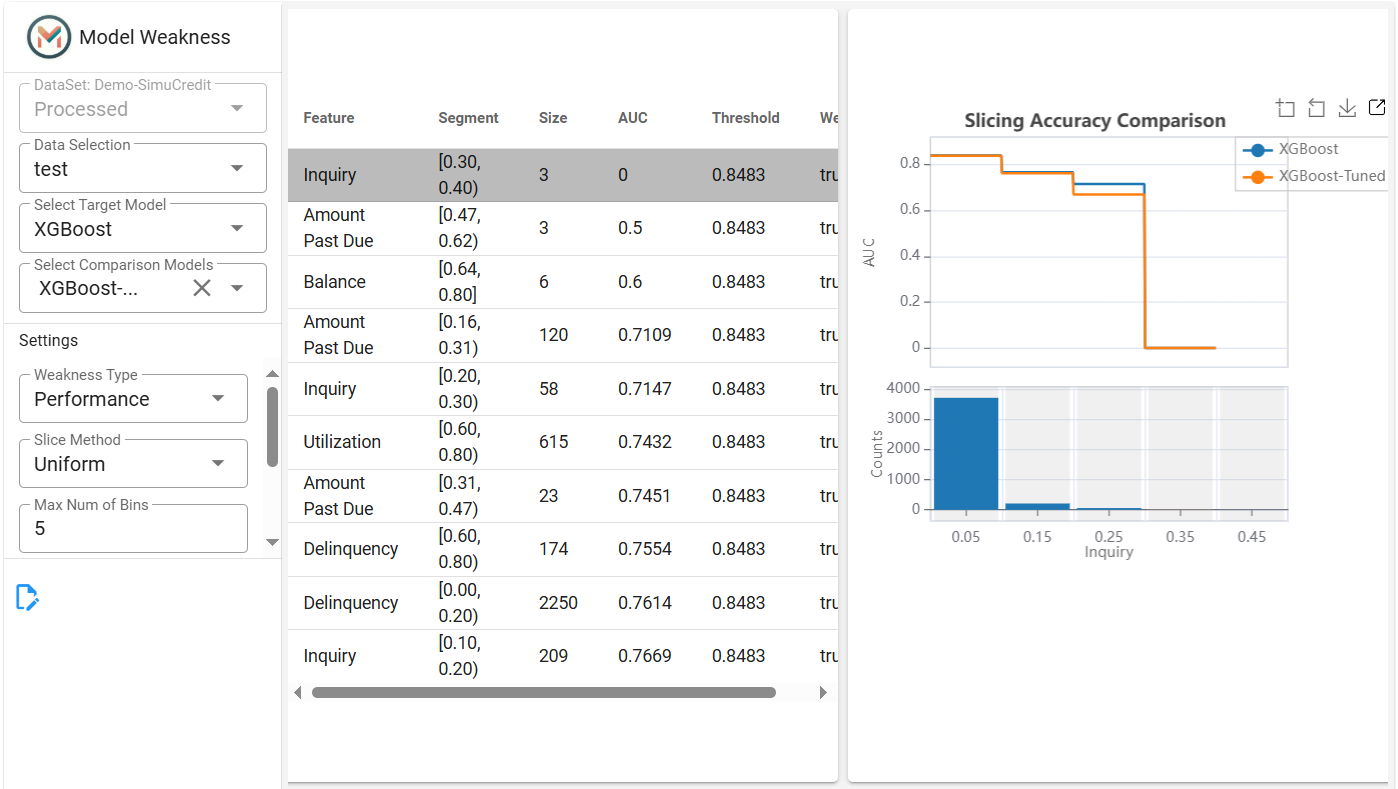 Model Weakness
DataSet: Demo-SimuCredit
Processed
Data Selection
test
Select Target Model
XGBoost
Select Comparison Models
XGBoost-...
Settings
Weakness Type
Performance
Slice Method
Uniform
Max Num of Bins
5
Feature Segment Size AUC Threshold We
Inquiry [0.30, 0.40) 3 0 0.8483 tru
Amount Past Due [0.47, 0.62) 3 0.5 0.8483 tru
Balance [0.64, 0.80] 6 0.6 0.8483 tru
Amount Past Due [0.16, 0.31) 120 0.7109 0.8483 tru
Inquiry [0.20, 0.30) 58 0.7147 0.8483 tru
Utilization [0.60, 0.80) 615 0.7432 0.8483 tru
Amount Past Due [0.31, 0.47) 23 0.7451 0.8483 tru
Delinquency [0.60, 0.80) 174 0.7554 0.8483 tru
Delinquency [0.00, 0.20) 2250 0.7614 0.8483 tru
Inquiry [0.10, 0.20) 209 0.7669 0.8483 tru
Slicing Accuracy Comparison
XGBoost
XGBoost-Tuned
AUC
0.8
0.6
0.4
0.2
0
Counts
4000
3000
2000
1000
0
0.05 0.15 0.25 0.35 0.45
Inquiry